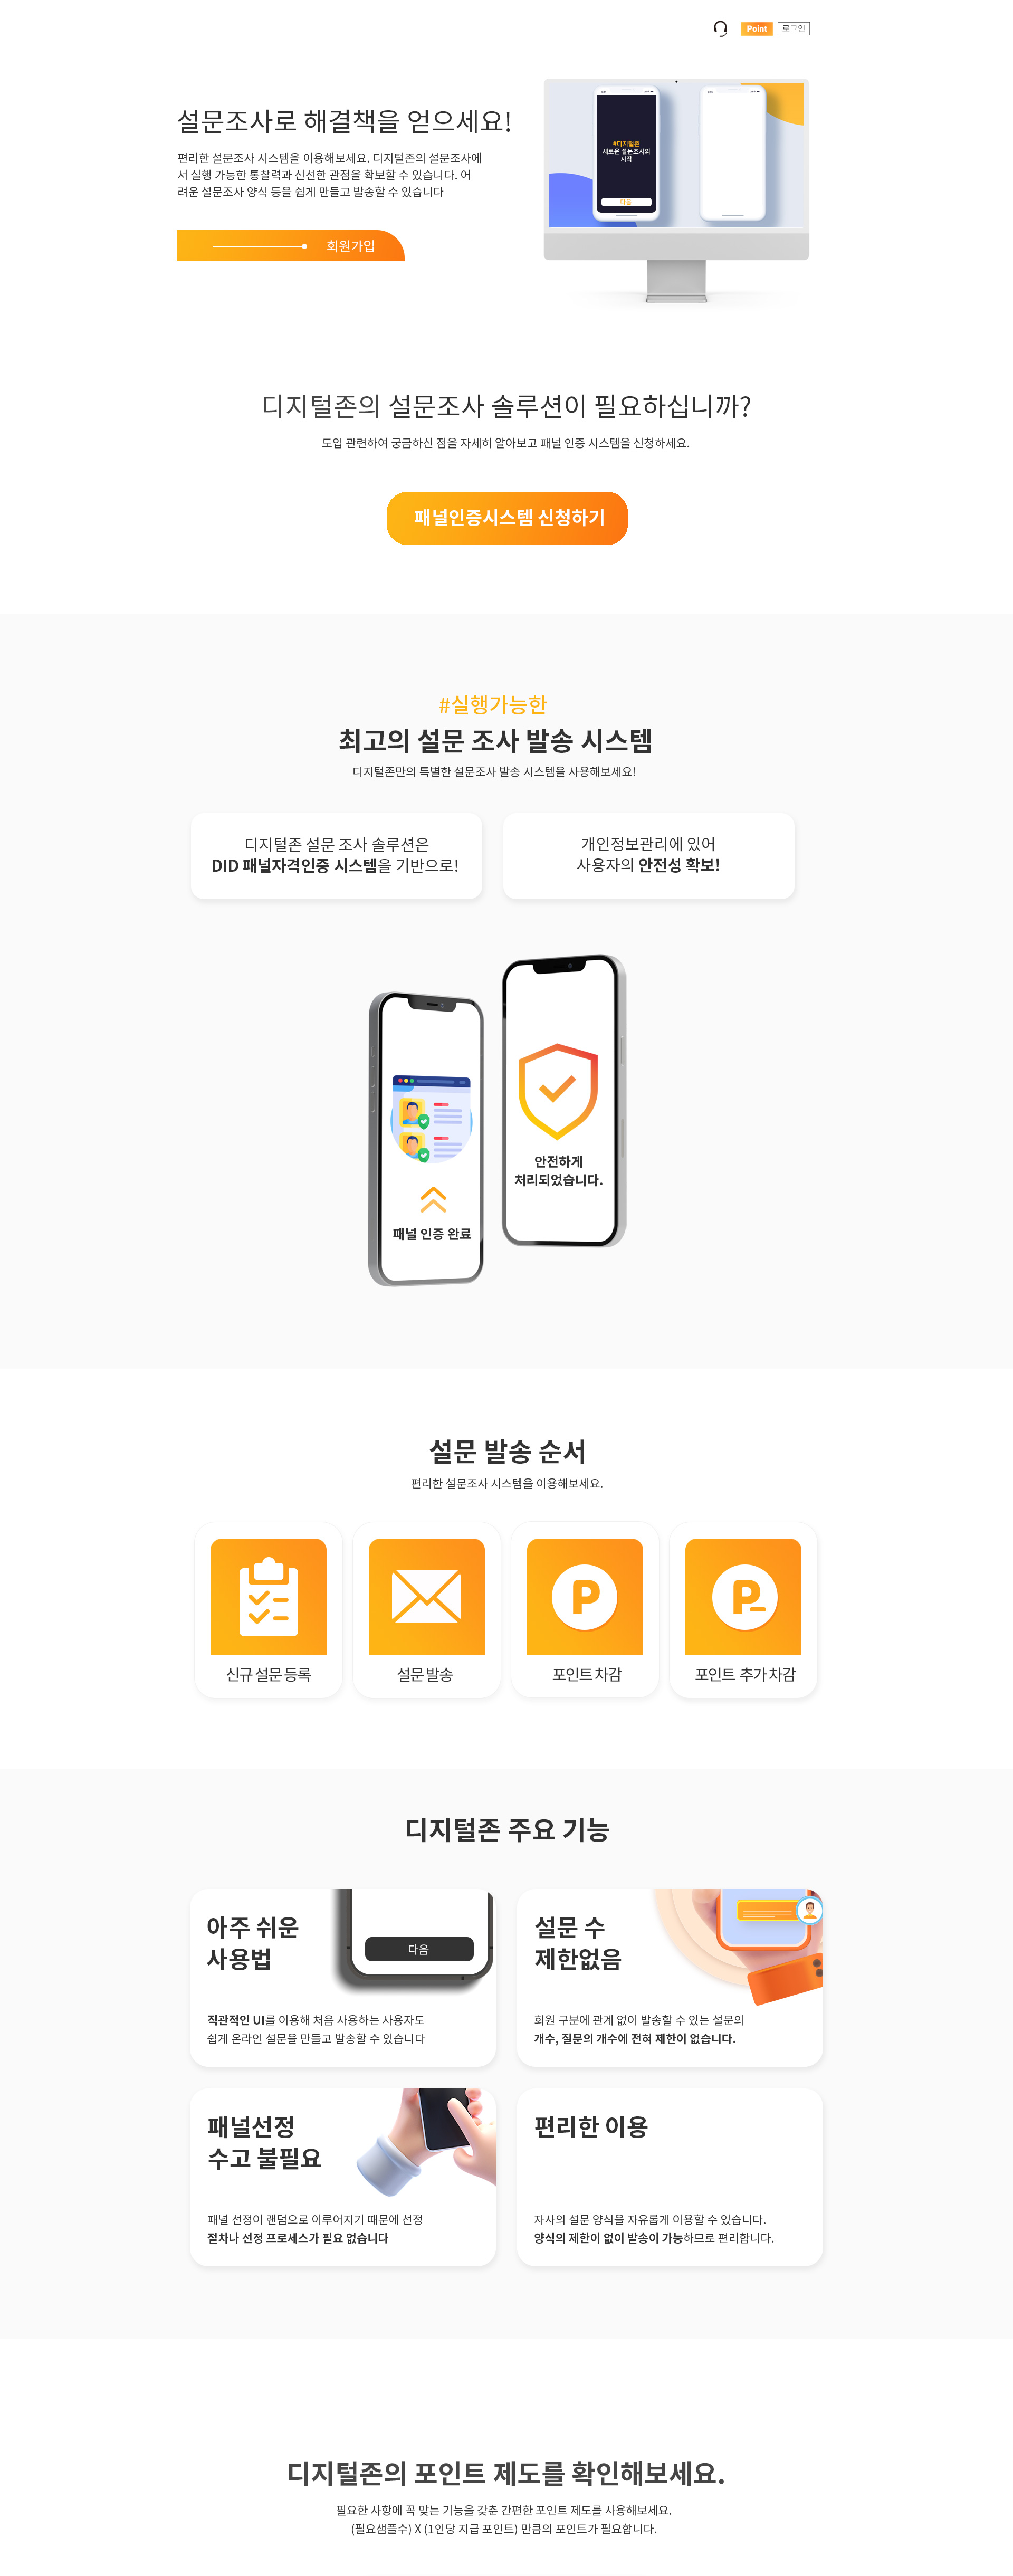 Point
로그인
설문조사로 해결책을 얻으세요!
편리한 설문조사 시스템을 이용해보세요. 디지털존의 설문조사에
서 실행 가능한 통찰력과 신선한 관점을 확보할 수 있습니다. 어
려운 설문조사 양식 등을 쉽게 만들고 발송할 수 있습니다
회원가입
#디지털존
새로운 설문조사의
시작
다음
디지털존의 설문조사 솔루션이 필요하십니까?
도입 관련하여 궁금하신 점을 자세히 알아보고 패널 인증 시스템을 신청하세요.
패널인증시스템 신청하기
#실행가능한
최고의 설문 조사 발송 시스템
디지털존만의 특별한 설문조사 발송 시스템을 사용해보세요!
디지털존 설문 조사 솔루션은
DID 패널자격인증 시스템을 기반으로!
개인정보관리에 있어
사용자의 안전성 확보!
안전하게
처리되었습니다.
패널 인증 완료
설문 발송 순서
편리한 설문조사 시스템을 이용해보세요.
신규 설문 등록
설문 발송
포인트 차감
포인트 추가 차감
디지털존 주요 기능
아주 쉬운
사용법
다음
직관적인 UI를 이용해 처음 사용하는 사용자도
쉽게 온라인 설문을 만들고 발송할 수 있습니다
설문 수
제한없음
회원 구분에 관계 없이 발송할 수 있는 설문의
개수, 질문의 개수에 전혀 제한이 없습니다.
패널선정
수고 불필요
패널 선정이 랜덤으로 이루어지기 때문에 선정
절차나 선정 프로세스가 필요 없습니다
편리한 이용
자사의 설문 양식을 자유롭게 이용할 수 있습니다.
양식의 제한이 없이 발송이 가능하므로 편리합니다.
디지털존의 포인트 제도를 확인해보세요.
필요한 사항에 꼭 맞는 기능을 갖춘 간편한 포인트 제도를 사용해보세요.
(필요샘플수) X (1인당 지급 포인트) 만큼의 포인트가 필요합니다.